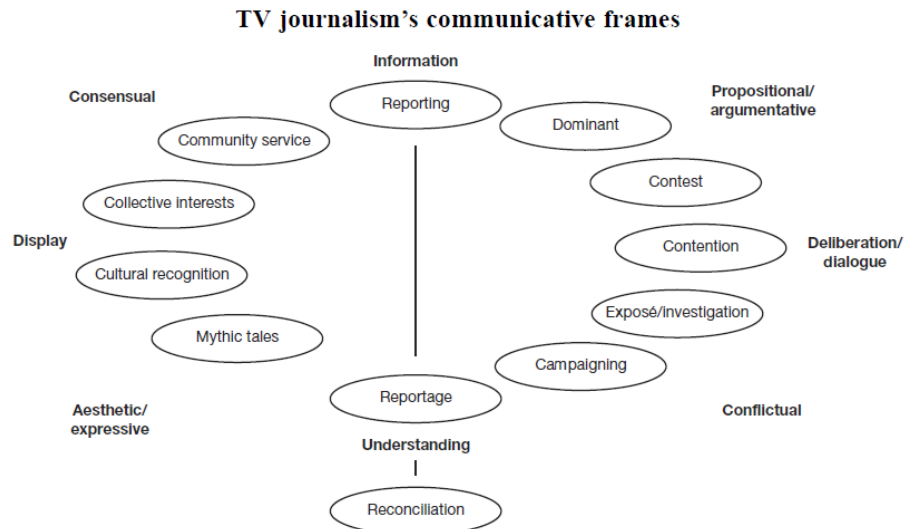 TV journalism's communicative frames
Information
Consensual
Reporting
Propositional/
argumentative
Dominant
Community service
Contest
Collective interests
Display
Contention
Deliberation/
dialogue
Cultural recognition
Exposé/investigation
Mythic tales
Campaigning
Reportage
Aesthetic/
expressive
Conflictual
Understanding
Reconciliation